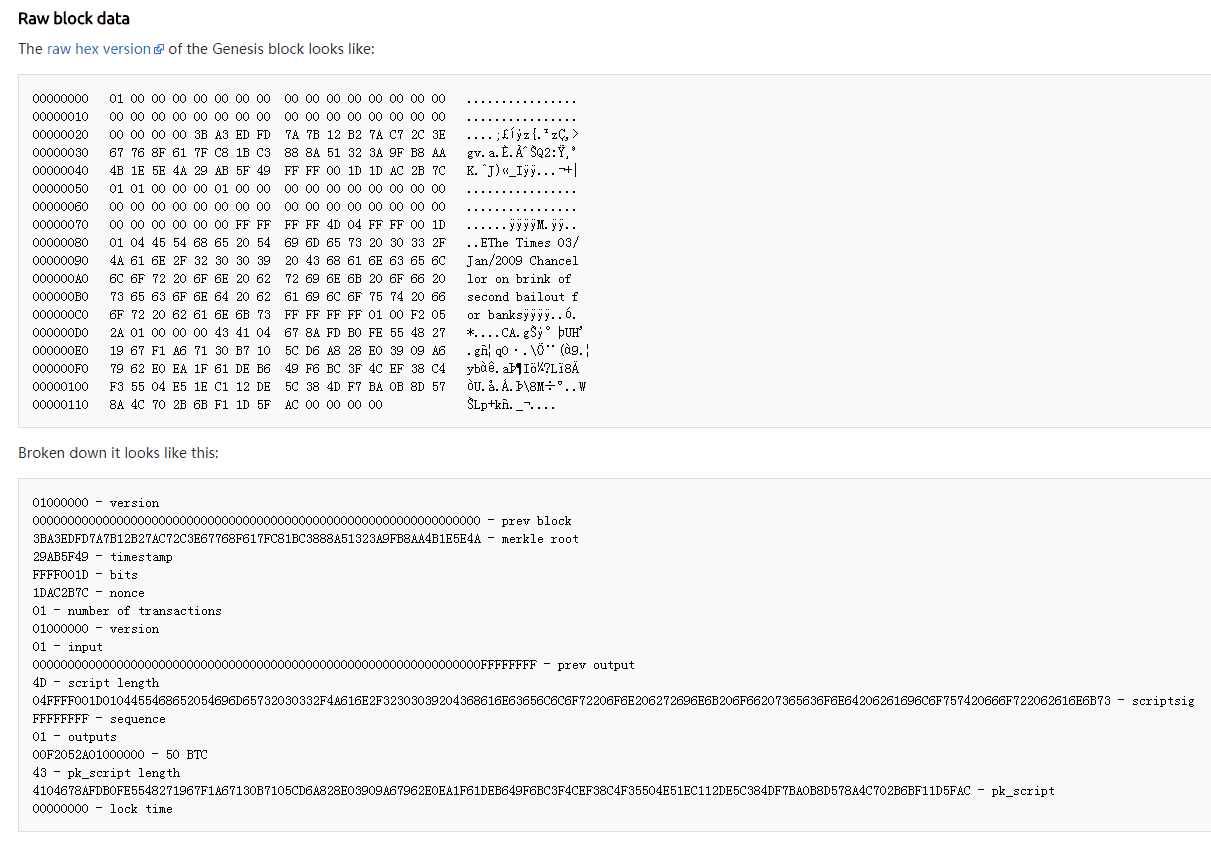 Raw block data
The raw hex version of the Genesis block looks like:
00000000 01 00 00 00 00 00 00 00 00 00 00 00 00 00 00 00 ................
00000010 00 00 00 00 00 00 00 00 00 00 00 00 00 00 00 00 ................
00000020 00 00 00 00 3B A3 ED FD 7A 7B 12 B2 7A C7 2C 3E ....;£íýz{.²zÇ,>
00000030 67 76 8F 61 7F C8 1B C3 88 8A 51 32 3A 9F B8 AA gv.a.È.ÃˆŠQ2:Ÿ¸ª
00000040 4B 1E 5E 4A 29 AB 5F 49 FF FF 00 1D 1D AC 2B 7C K.^J)«_Iÿÿ...¬+|
00000050 01 01 00 00 00 01 00 00 00 00 00 00 00 00 00 00 ................
00000060 00 00 00 00 00 00 00 00 00 00 00 00 00 00 00 00 ................
00000070 00 00 00 00 00 00 FF FF FF FF 4D 04 FF FF 00 1D ......ÿÿÿÿM.ÿÿ..
00000080 01 04 45 54 68 65 20 54 69 6D 65 73 20 30 33 2F ..EThe Times 03/
00000090 4A 61 6E 2F 32 30 30 39 20 43 68 61 6E 63 65 6C Jan/2009 Chancel
000000A0 6C 6F 72 20 6F 6E 20 62 72 69 6E 6B 20 6F 66 20 lor on brink of
000000B0 73 65 63 6F 6E 64 20 62 61 69 6C 6F 75 74 20 66 second bailout f
000000C0 6F 72 20 62 61 6E 6B 73 FF FF FF FF 01 00 F2 05 or banksÿÿÿÿ..ò.
000000D0 2A 01 00 00 00 43 41 04 67 8A FD B0 FE 55 48 27 *....CA.gŠý°þUH'
000000E0 19 67 F1 A6 71 30 B7 10 5C D6 A8 28 E0 39 09 A6 .gñ¦q0·.\Ö¨(à9.¦
000000F0 79 62 E0 EA 1F 61 DE B6 49 F6 BC 3F 4C EF 38 C4 ybàê.aÞ¶Iö¼?Lï8Ä
00000100 F3 55 04 E5 1E C1 12 DE 5C 38 4D F7 BA 0B 8D 57 óU.å.Á.Þ\8M÷º..W
00000110 8A 4C 70 2B 6B F1 1D 5F AC 00 00 00 00 ŠLp+kñ._¬....
Broken down it looks like this:
01000000 - version
0000000000000000000000000000000000000000000000000000000000000000 - prev block
3BA3EDFD7A7B12B27AC72C3E67768F617FC81BC3888A51323A9FB8AA4B1E5E4A - merkle root
29AB5F49 - timestamp
FFFF001D - bits
1DAC2B7C - nonce
01 - number of transactions
01000000 - version
01 - input
0000000000000000000000000000000000000000000000000000000000000000FFFFFFFF - prev output
4D - script length
04FFFF001D0104455468652054696D65732030332F4A616E2F32303039204368616E63656C6C6F72206F6E206272696E6B206F66207365636F6E64206261696C6F757420666F722062616E6B73 - scriptsig
FFFFFFFF - sequence
01 - outputs
00F2052A01000000 - 50 BTC
43 - pk_script length
4104678AFDB0FE5548271967F1A67130B7105CD6A828E03909A67962E0EA1F61DEB649F6BC3F4CEF38C4F35504E51EC112DE5C384DF7BA0B8D578A4C702B6BF11D5FAC - pk_script
00000000 - lock time